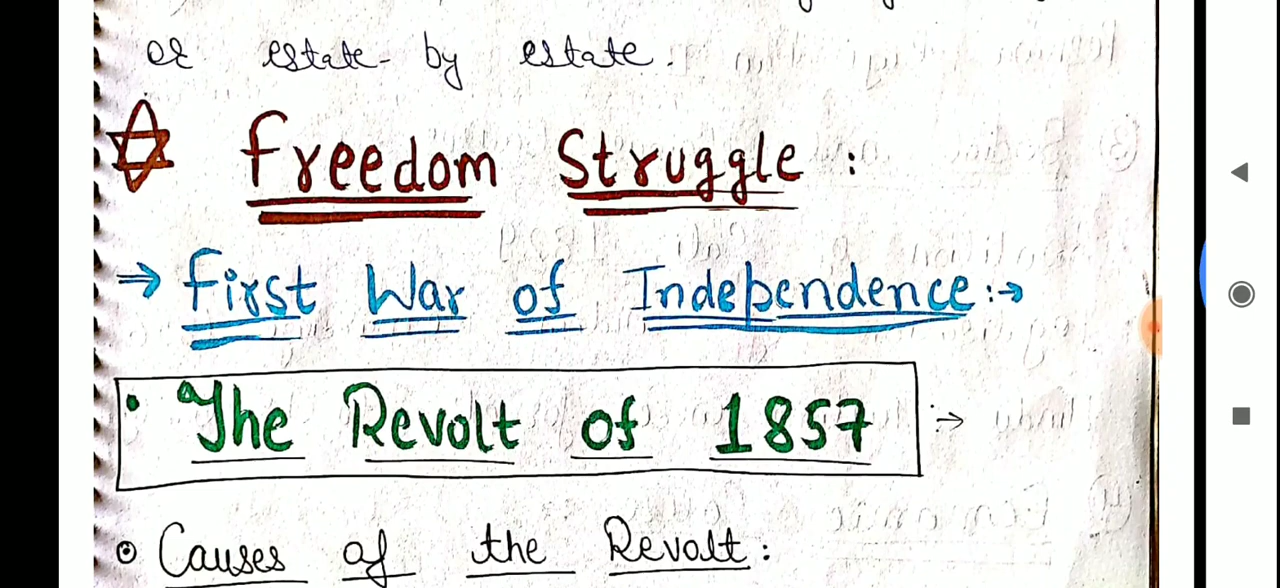 or estate- by estate.
Freedom Struggle :
⇒ First War of Independence :→
• The Revolt of 1857 :→
⊙ Causes of the Revolt :